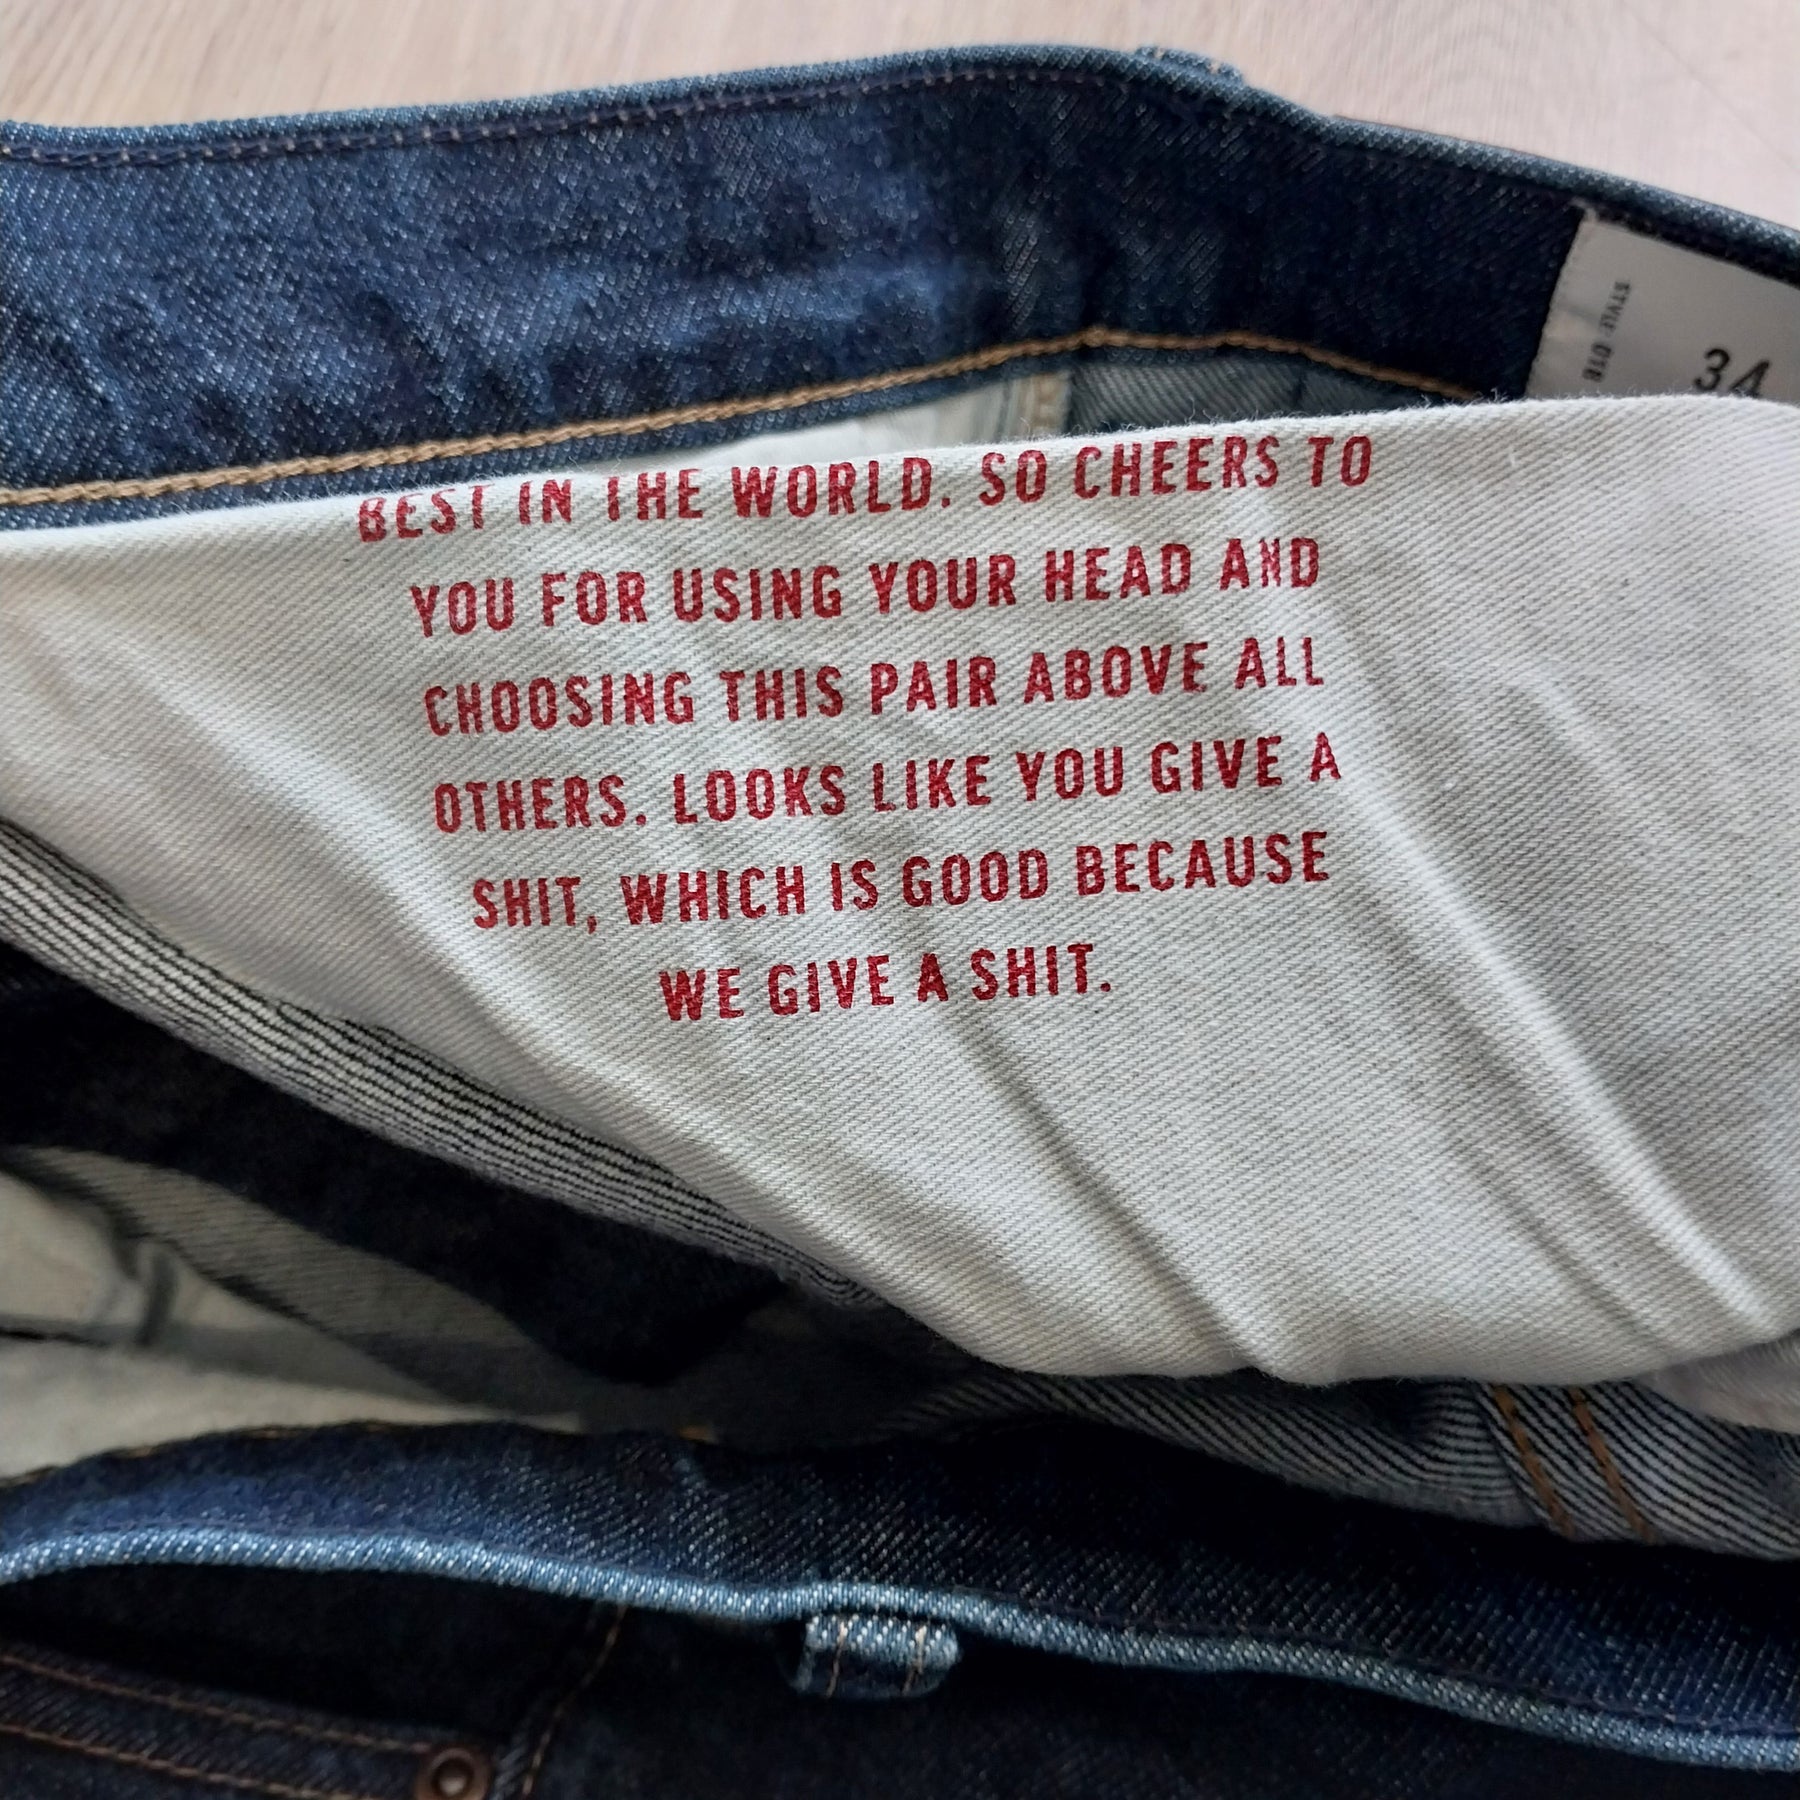 BEST IN THE WORLD. SO CHEERS TO
YOU FOR USING YOUR HEAD AND
CHOOSING THIS PAIR ABOVE ALL
OTHERS. LOOKS LIKE YOU GIVE A
SHIT, WHICH IS GOOD BECAUSE
WE GIVE A SHIT.
34
STYLE: